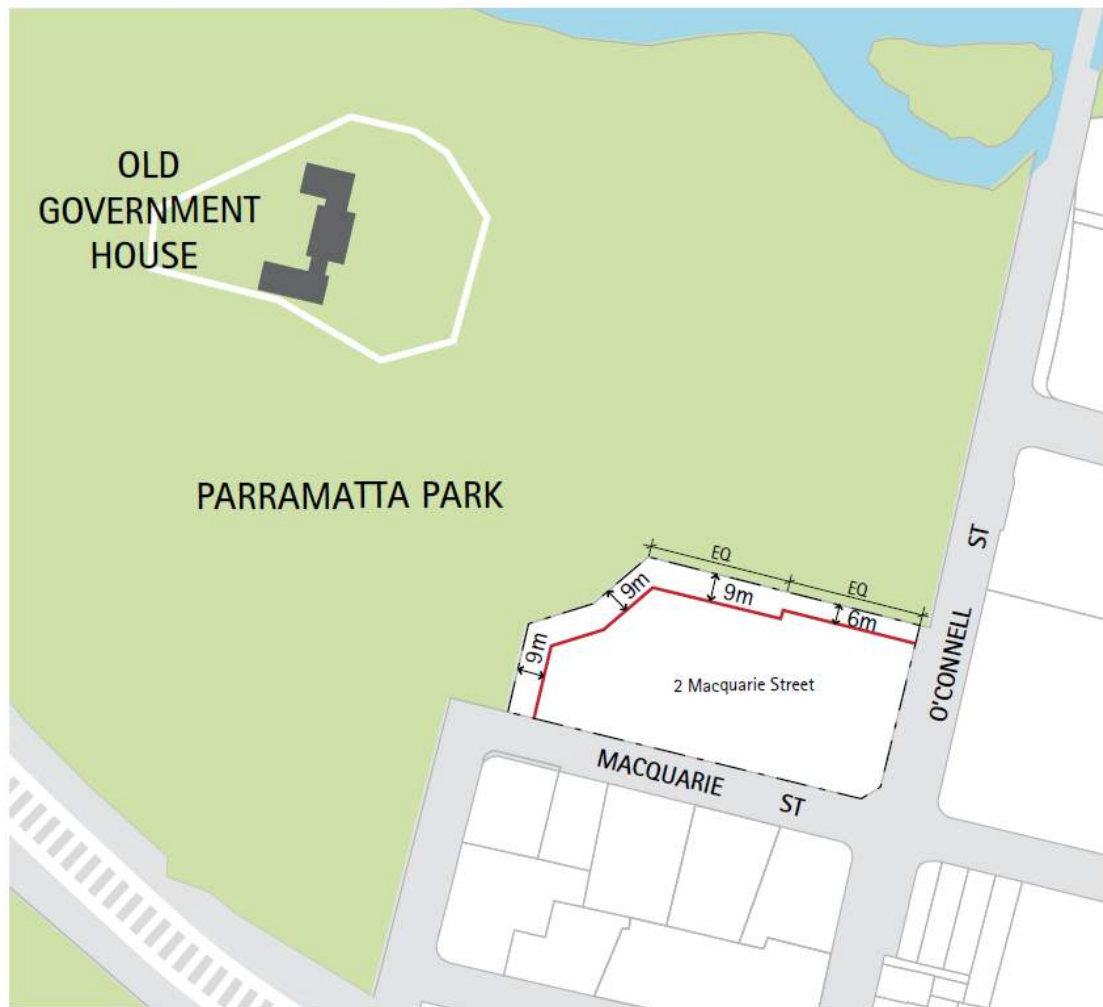 OLD
GOVERNMENT
HOUSE
PARRAMATTA PARK
EQ
EQ
9m
9m
6m
9m
2 Macquarie Street
O'CONNELL ST
MACQUARIE ST